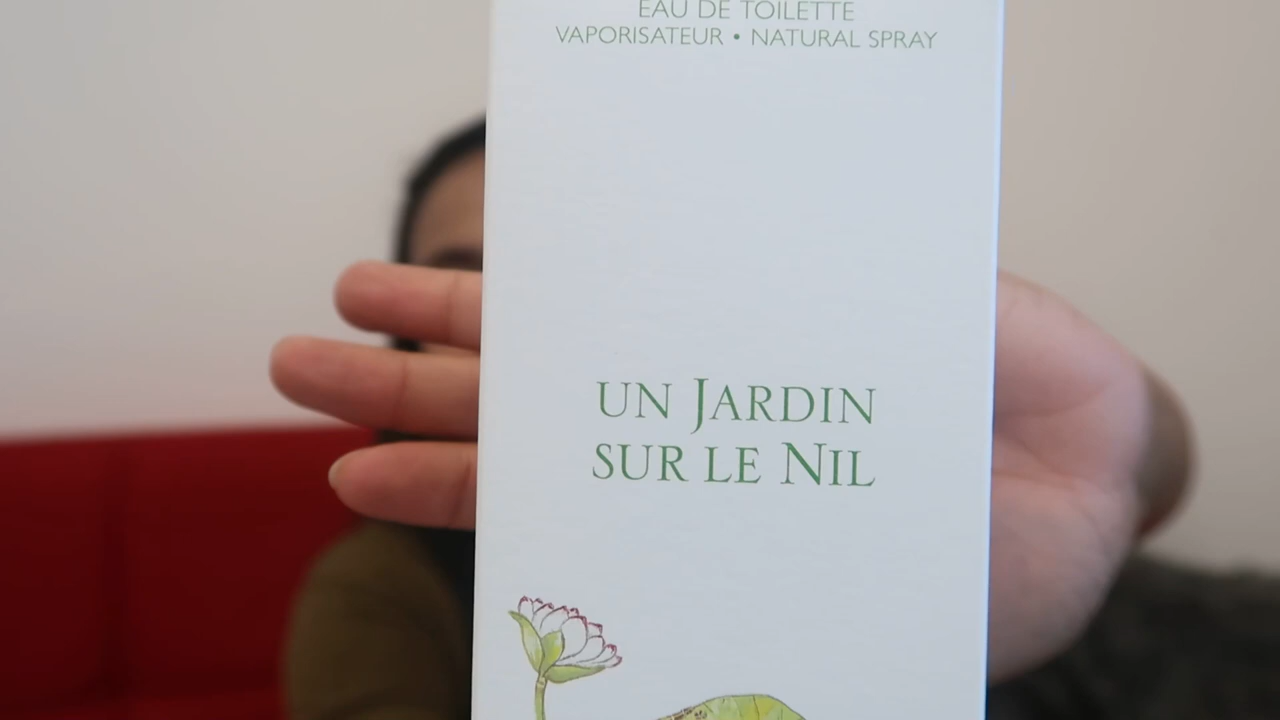 EAU DE TOILETTE
VAPORISATEUR • NATURAL SPRAY
UN JARDIN
SUR LE NIL